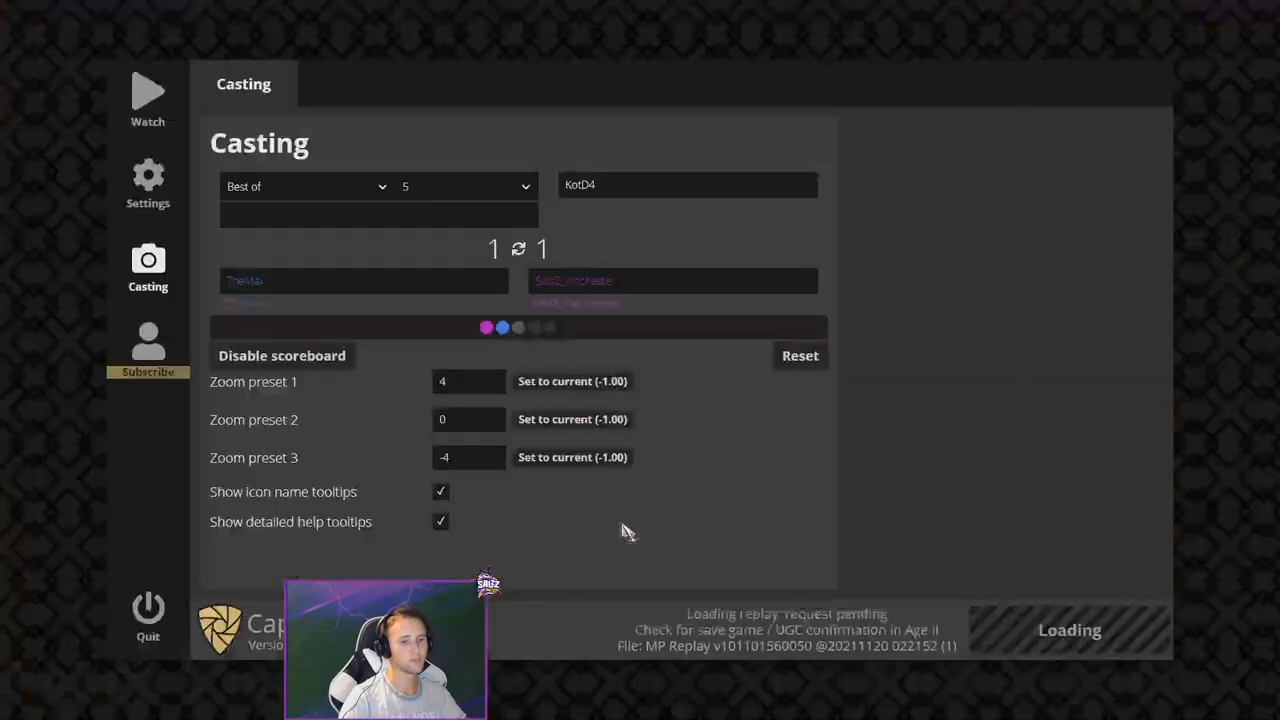 Casting
Watch
Settings
Casting
Subscribe
Quit
Casting
Best of 5 KotD4
1 1
TheMax
Disable scoreboard Reset
Zoom preset 1 4 Set to current (-1.00)
Zoom preset 2 0 Set to current (-1.00)
Zoom preset 3 -4 Set to current (-1.00)
Show icon name tooltips
Show detailed help tooltips
SALZ
Loading replay request pending
Check for save game / UGC confirmation in Age II
File: MP Replay v101101560050 @20211120 022152 (1)
Loading